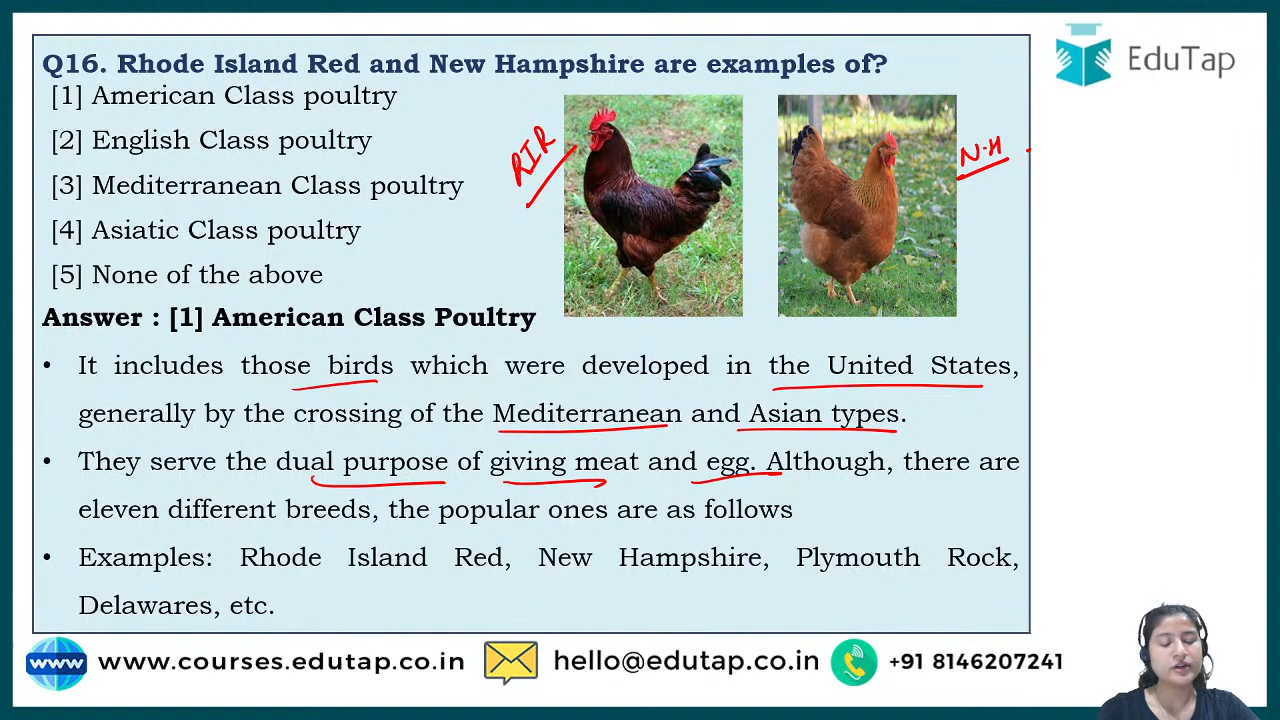 Q16. Rhode Island Red and New Hampshire are examples of?
[1] American Class poultry
[2] English Class poultry
[3] Mediterranean Class poultry
[4] Asiatic Class poultry
[5] None of the above
RIR
N.H
EduTap
Answer : [1] American Class Poultry
• It includes those birds which were developed in the United States,
generally by the crossing of the Mediterranean and Asian types.
• They serve the dual purpose of giving meat and egg. Although, there are
eleven different breeds, the popular ones are as follows
• Examples: Rhode Island Red, New Hampshire, Plymouth Rock,
Delawares, etc.
www
www.courses.edutap.co.in
hello@edutap.co.in
+91 8146207241